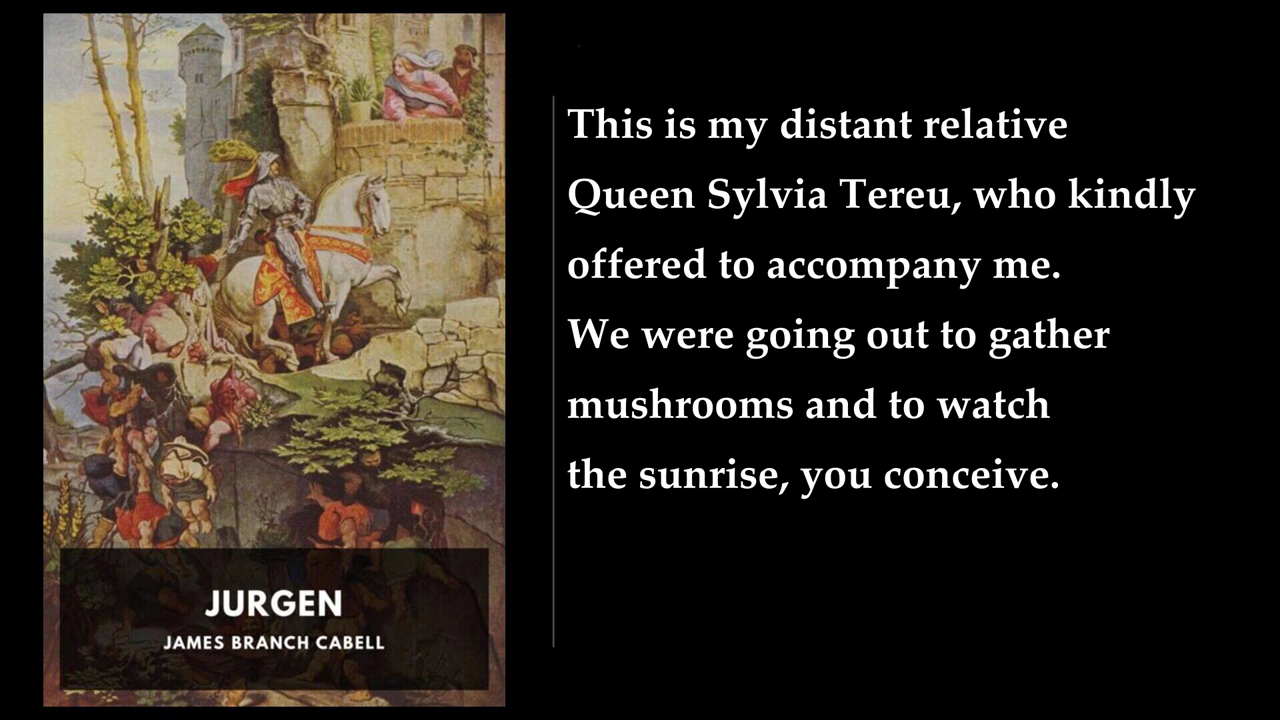 JURGEN
JAMES BRANCH CABELL
This is my distant relative
Queen Sylvia Tereu, who kindly
offered to accompany me.
We were going out to gather
mushrooms and to watch
the sunrise, you conceive.